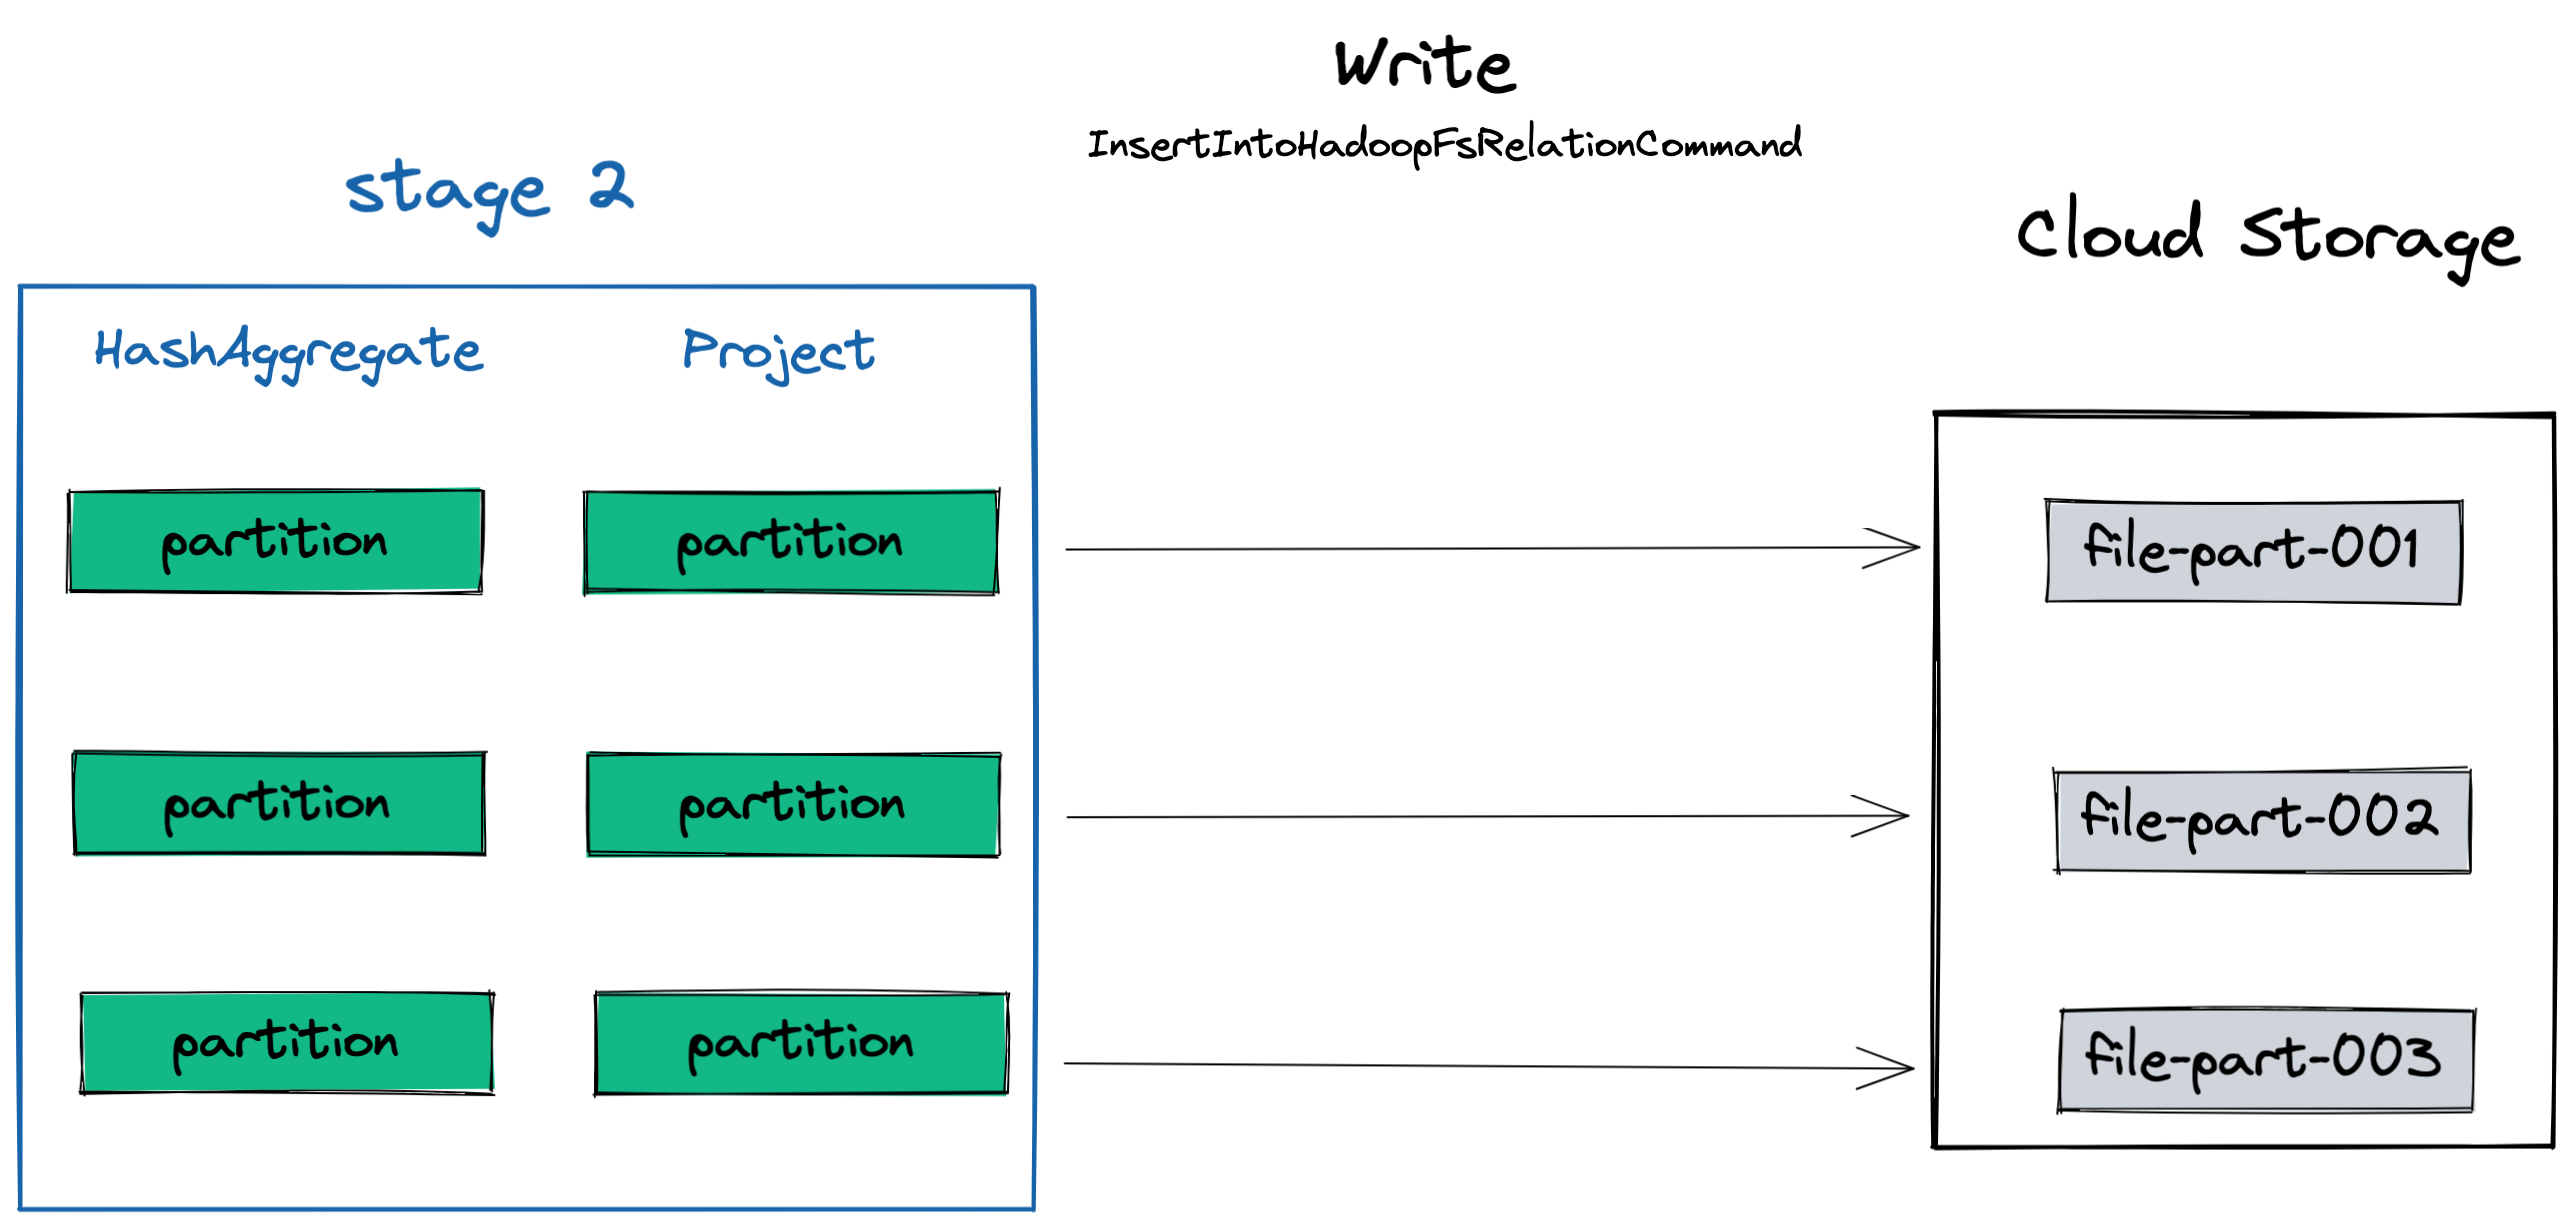 Write
InsertIntoHadoopFsRelationCommand
stage 2
Cloud Storage
HashAggregate
Project
partition
partition
file-part-001
partition
partition
file-part-002
partition
partition
file-part-003